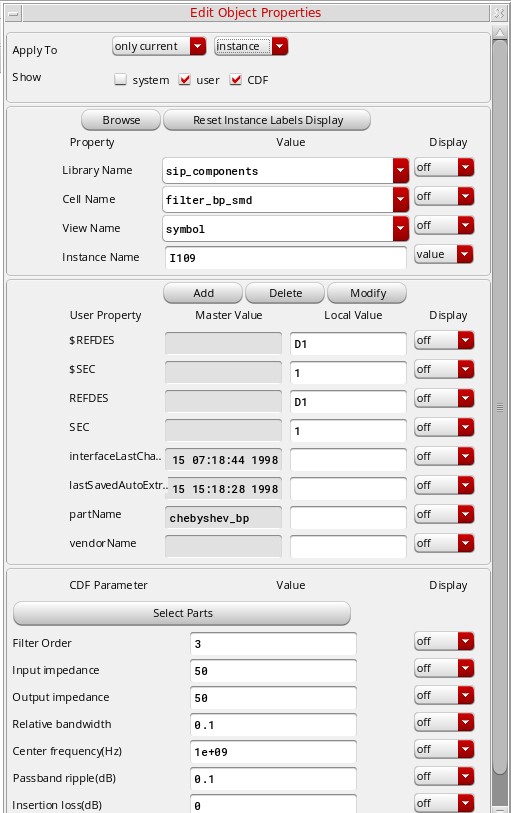 Edit Object Properties
Apply To only current instance
Show system user CDF
Browse Reset Instance Labels Display
Property Value Display
Library Name sip_components off
Cell Name filter_bp_smd off
View Name symbol off
Instance Name I109 value
Add Delete Modify
User Property Master Value Local Value Display
$REFDES D1 off
$SEC 1 off
REFDES D1 off
SEC 1 off
interfaceLastCha.. 15 07:18:44 1998 off
lastSavedAutoExtr.. 15 15:18:28 1998 off
partName chebyshev_bp off
vendorName off
CDF Parameter Value Display
Select Parts
Filter Order 3 off
Input impedance 50 off
Output impedance 50 off
Relative bandwidth 0.1 off
Center frequency(Hz) 1e+09 off
Passband ripple(dB) 0.1 off
Insertion loss(dB) 0 off